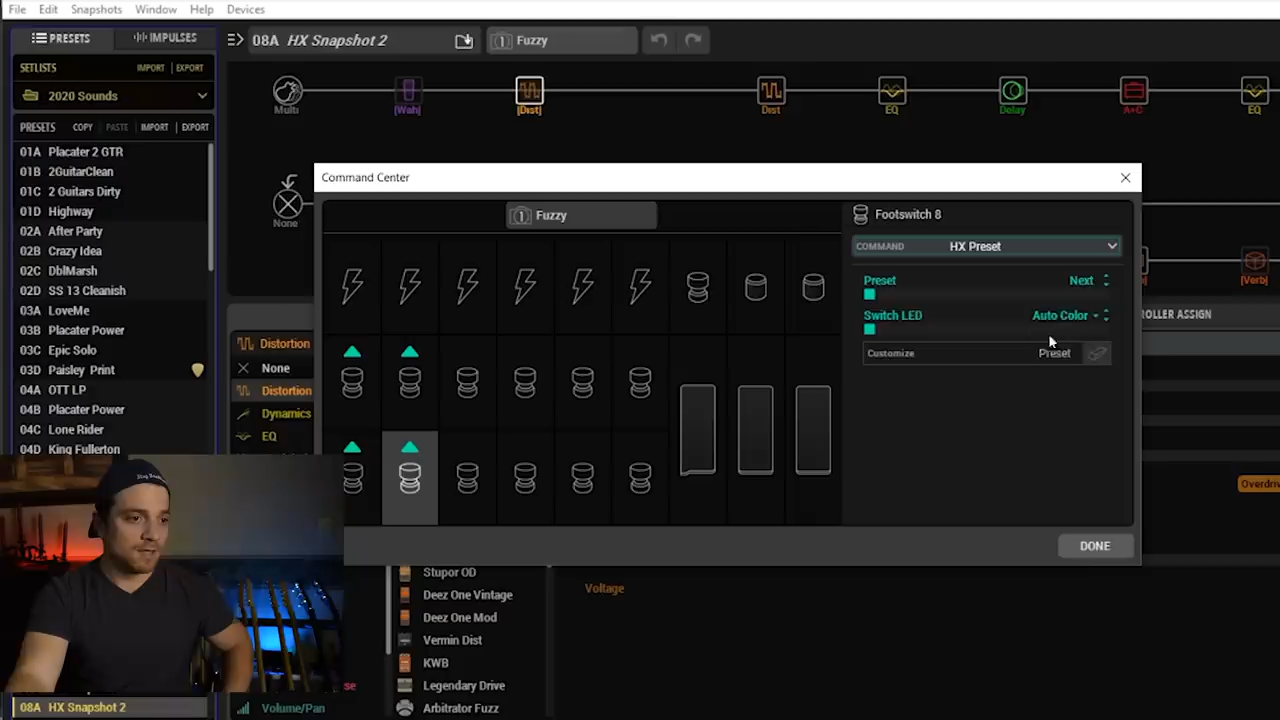 File Edit Snapshots Window Help Devices
PRESETS IMPULSES
08A HX Snapshot 2
1 Fuzzy
SETLISTS IMPORT | EXPORT
2020 Sounds
PRESETS COPY PASTE IMPORT EXPORT
01A Placater 2 GTR
01B 2GuitarClean
01C 2 Guitars Dirty
01D Highway
02A After Party
02B Crazy Idea
02C DblMarsh
02D SS 13 Cleanish
03A LoveMe
03B Placater Power
03C Epic Solo
03D Paisley Print
04A OTT LP
04B Placater Power
04C Lone Rider
04D King Fullerton
08A HX Snapshot 2
Multi [Wah] [Dist] Dist EQ Delay A+C EQ
None
[Verb]
OLLER ASSIGN
Command Center
1 Fuzzy
Footswitch 8
COMMAND HX Preset
Preset Next
Switch LED Auto Color
Customize Preset
DONE
Distortion
None
Distortion
Dynamics
EQ
se
Volume/Pan
Stupor OD
Deez One Vintage
Deez One Mod
Vermin Dist
KWB
Legendary Drive
Arbitrator Fuzz
Voltage
Overdriv